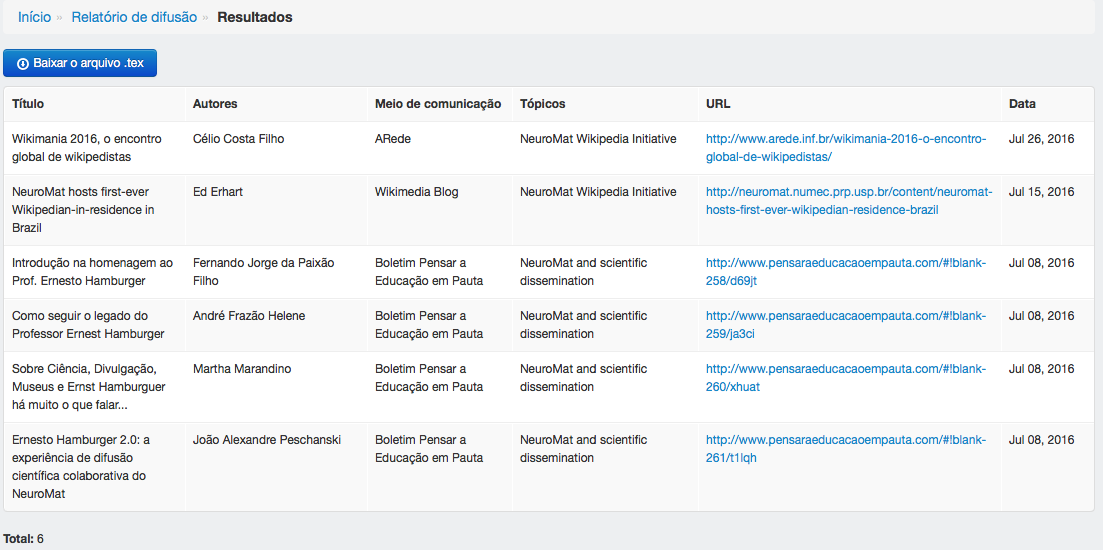 Início » Relatório de difusão » Resultados
Baixar o arquivo .tex
Título Autores Meio de comunicação Tópicos URL Data
Wikimania 2016, o encontro Célio Costa Filho ARede NeuroMat Wikipedia Initiative http://www.arede.inf.br/wikimania-2016-o-encontro- Jul 26, 2016
global de wikipedistas global-de-wikipedistas/
NeuroMat hosts first-ever Ed Erhart Wikimedia Blog NeuroMat Wikipedia Initiative http://neuromat.numec.prp.usp.br/content/neuromat- Jul 15, 2016
Wikipedian-in-residence in hosts-first-ever-wikipedian-residence-brazil
Brazil
Introdução na homenagem ao Fernando Jorge da Paixão Boletim Pensar a NeuroMat and scientific http://www.pensaraeducacaoempauta.com/#!blank- Jul 08, 2016
Prof. Ernesto Hamburger Filho Educação em Pauta dissemination 258/d69jt
Como seguir o legado do André Frazão Helene Boletim Pensar a NeuroMat and scientific http://www.pensaraeducacaoempauta.com/#!blank- Jul 08, 2016
Professor Ernest Hamburger Educação em Pauta dissemination 259/ja3ci
Sobre Ciência, Divulgação, Martha Marandino Boletim Pensar a NeuroMat and scientific http://www.pensaraeducacaoempauta.com/#!blank- Jul 08, 2016
Museus e Ernst Hamburguer Educação em Pauta dissemination 260/xhuat
há muito o que falar...
Ernesto Hamburger 2.0: a João Alexandre Peschanski Boletim Pensar a NeuroMat and scientific http://www.pensaraeducacaoempauta.com/#!blank- Jul 08, 2016
experiência de difusão Educação em Pauta dissemination 261/t1lqh
científica colaborativa do
NeuroMat
Total: 6